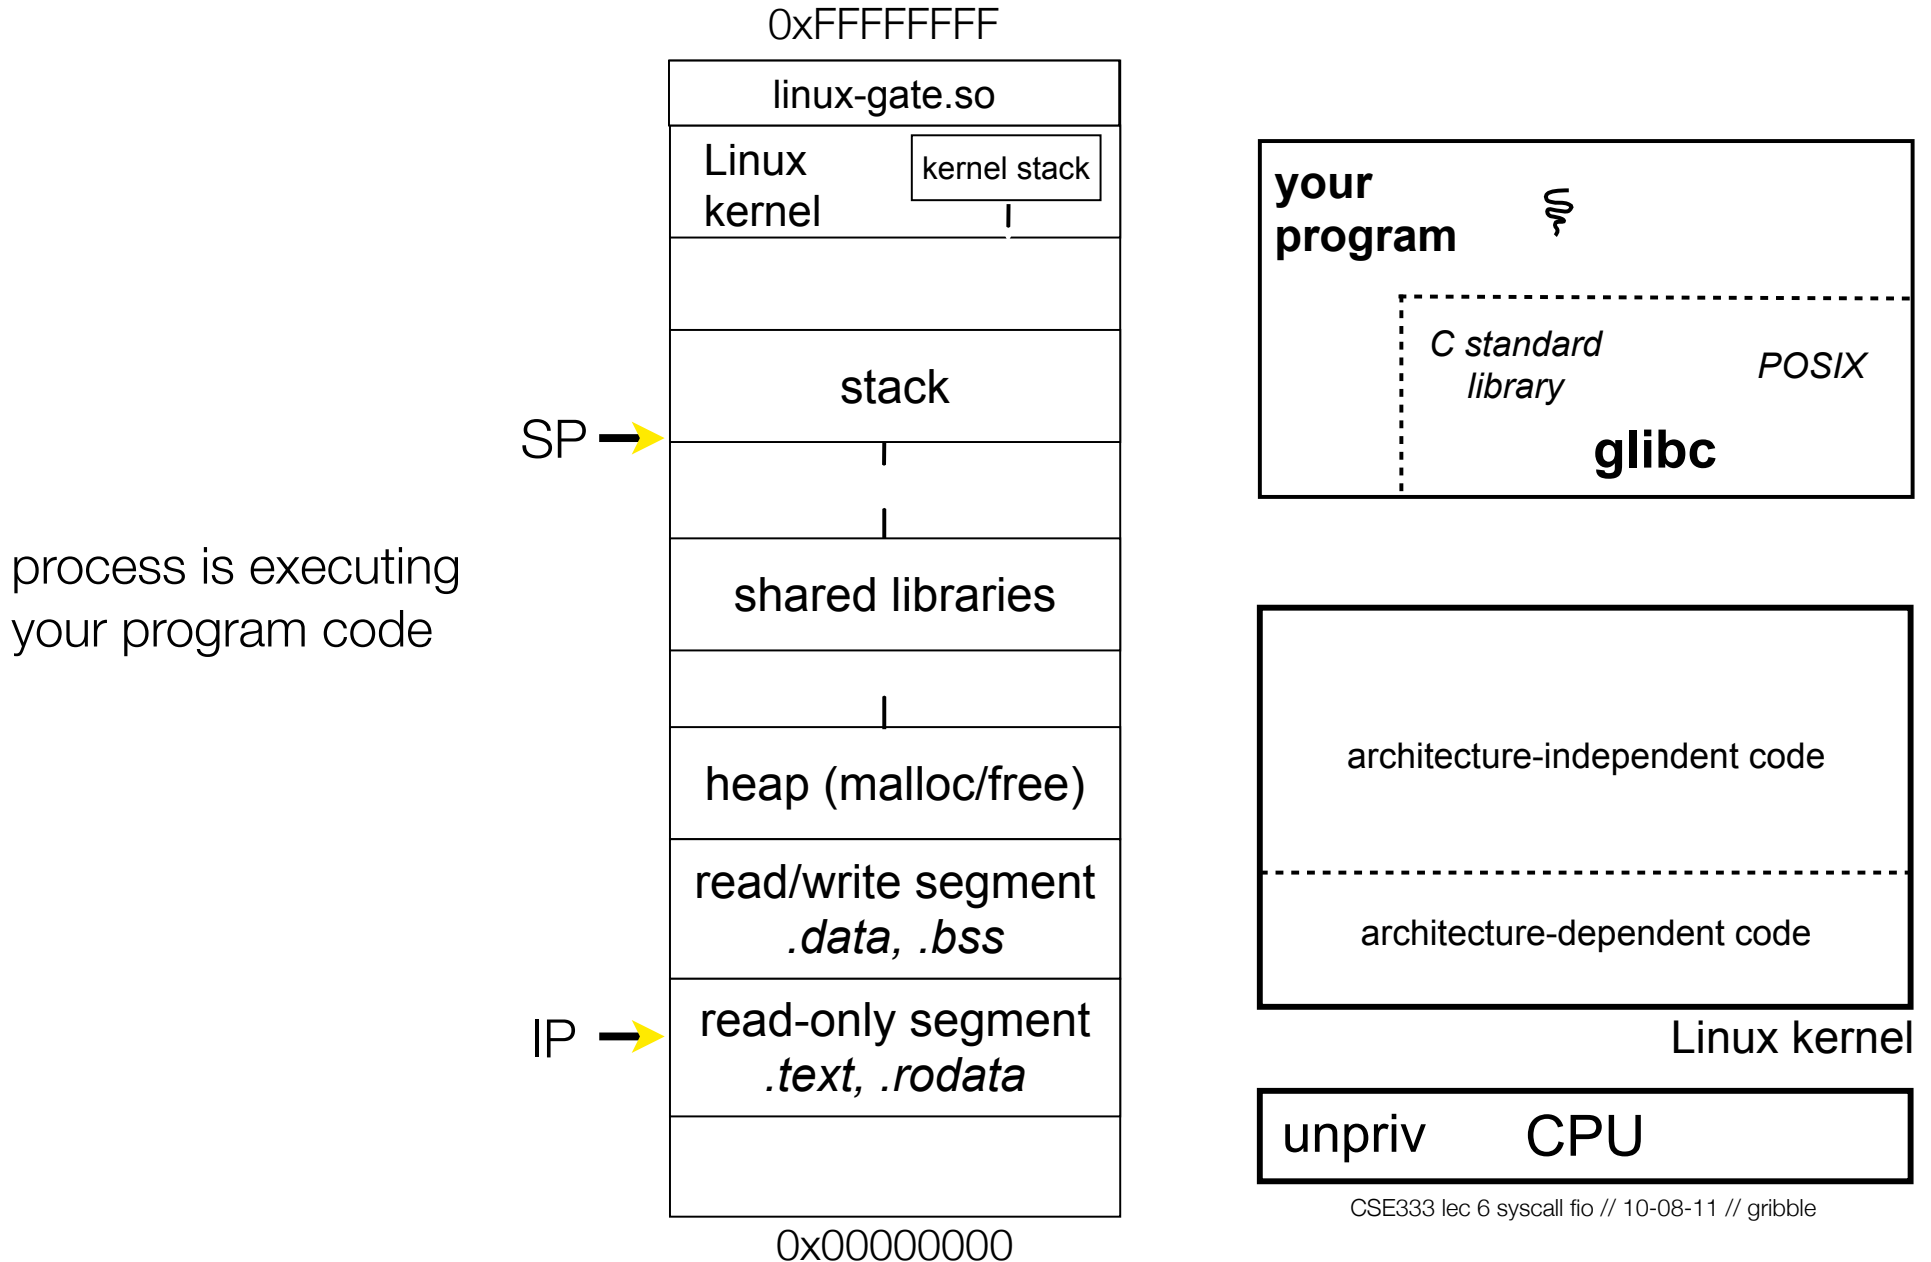 0xFFFFFFFF
linux-gate.so
Linux
kernel
kernel stack
stack
SP
shared libraries
process is executing
your program code
heap (malloc/free)
read/write segment
.data, .bss
IP
read-only segment
.text, .rodata
0x00000000
your
program
C standard
library
POSIX
glibc
architecture-independent code
architecture-dependent code
Linux kernel
unpriv
CPU
CSE333 lec 6 syscall fio // 10-08-11 // gribble